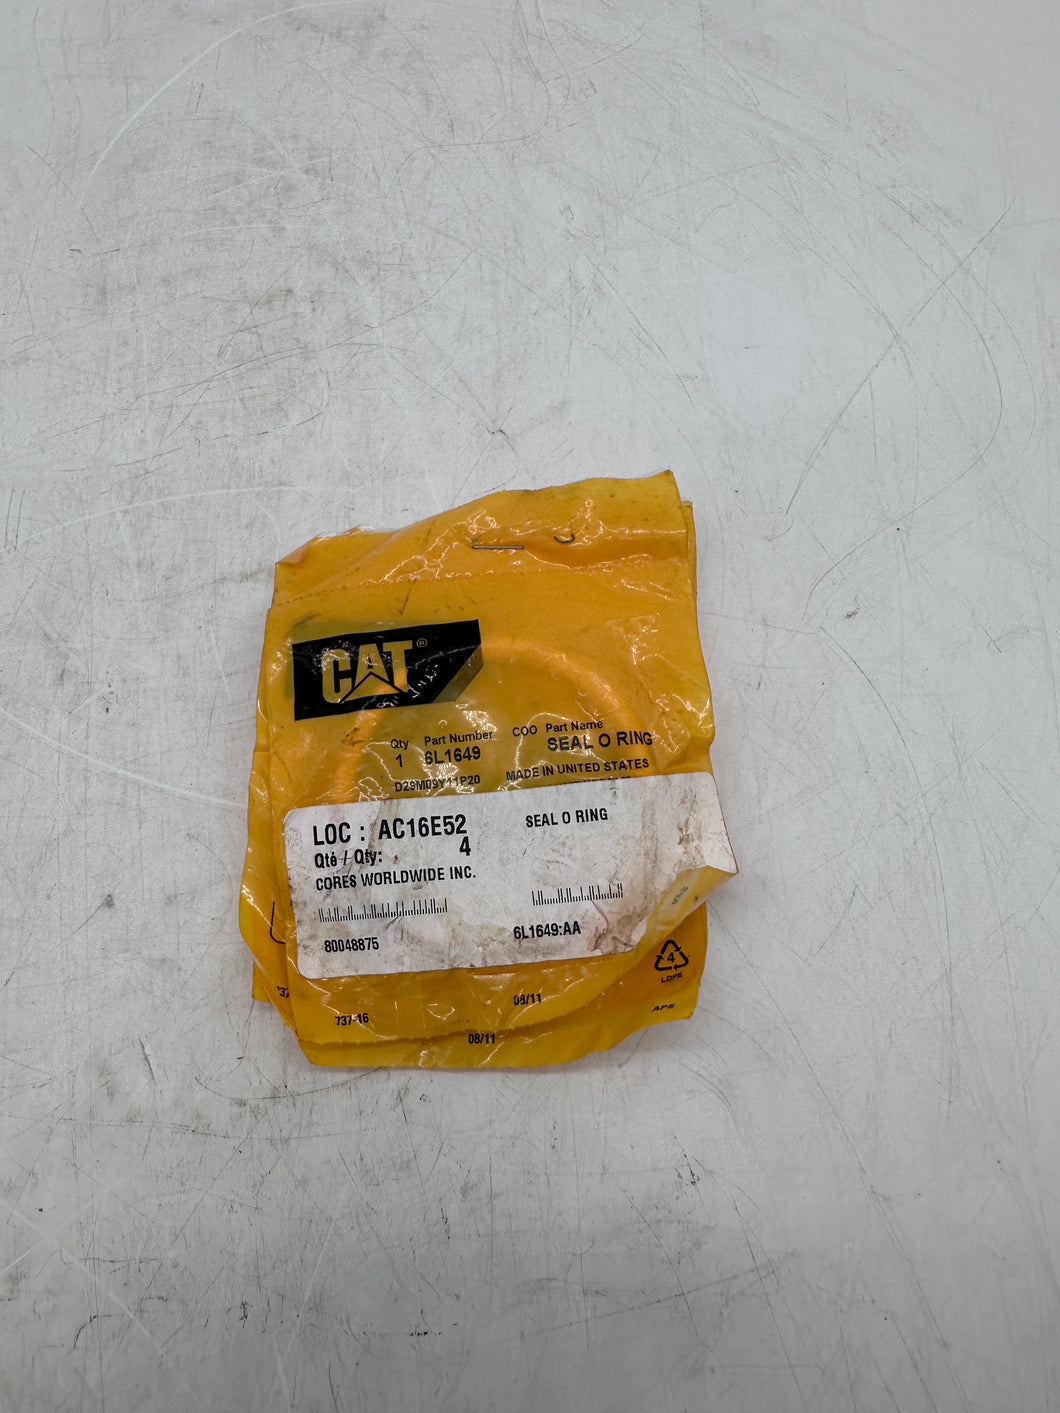 CAT®
Qty Part Number COO Part Name
1 6L1649 SEAL O RING
D29M09Y11P20 MADE IN UNITED STATES
LOC : AC16E52 SEAL O RING
Qté / Qty: 4
CORES WORLDWIDE INC.
80048875 6L1649:AA
4
LDPE
737-16 08/11 APS
08/11